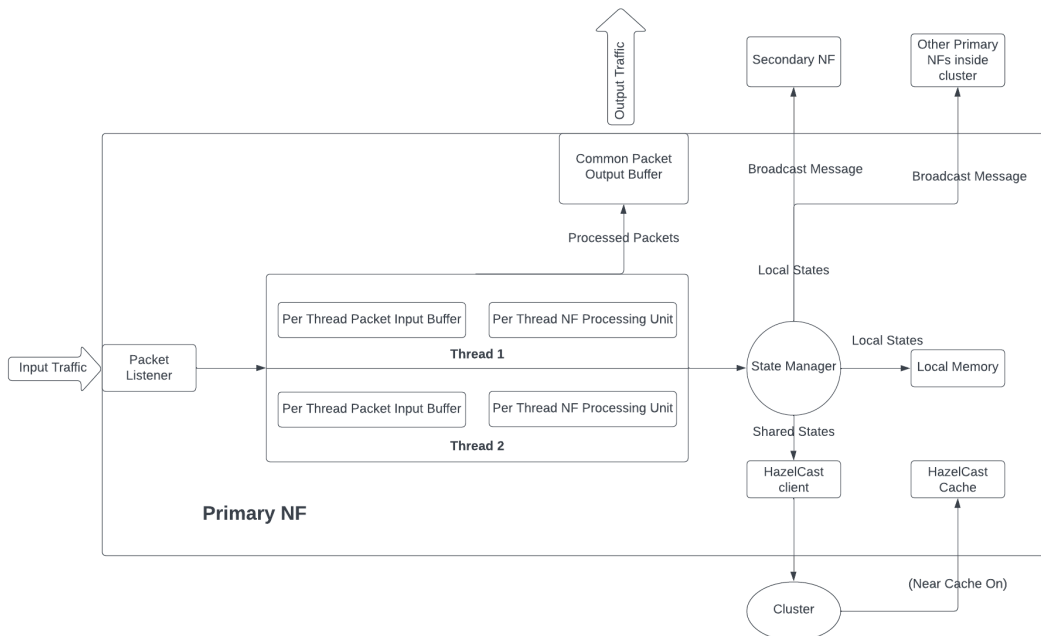 Output Traffic
Secondary NF
Other Primary
NFs inside
cluster
Common Packet
Output Buffer
Broadcast Message
Broadcast Message
Processed Packets
Local States
Per Thread Packet Input Buffer
Per Thread NF Processing Unit
Thread 1
Input Traffic
Packet
Listener
State Manager
Local States
Local Memory
Per Thread Packet Input Buffer
Per Thread NF Processing Unit
Thread 2
Shared States
HazelCast
client
HazelCast
Cache
Primary NF
(Near Cache On)
Cluster